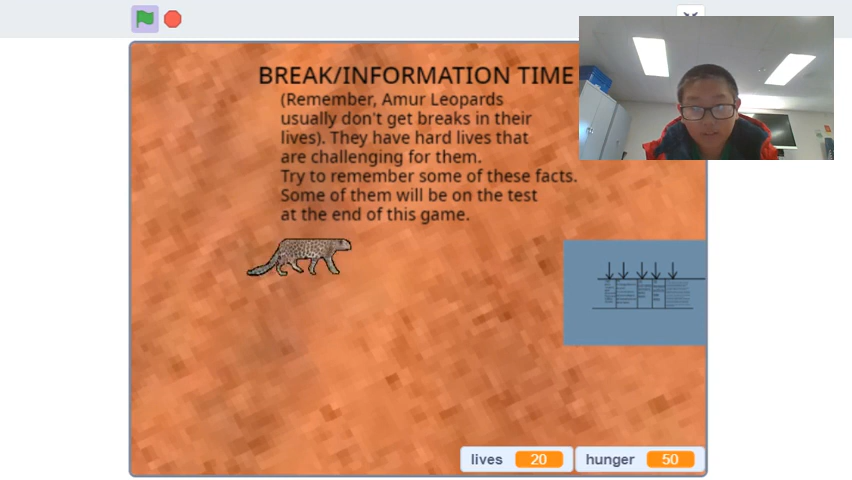 BREAK/INFORMATION TIME
(Remember, Amur Leopards
usually don't get breaks in their
lives). They have hard lives that
are challenging for them.
Try to remember some of these facts.
Some of them will be on the test
at the end of this game.
lives 20
hunger 50